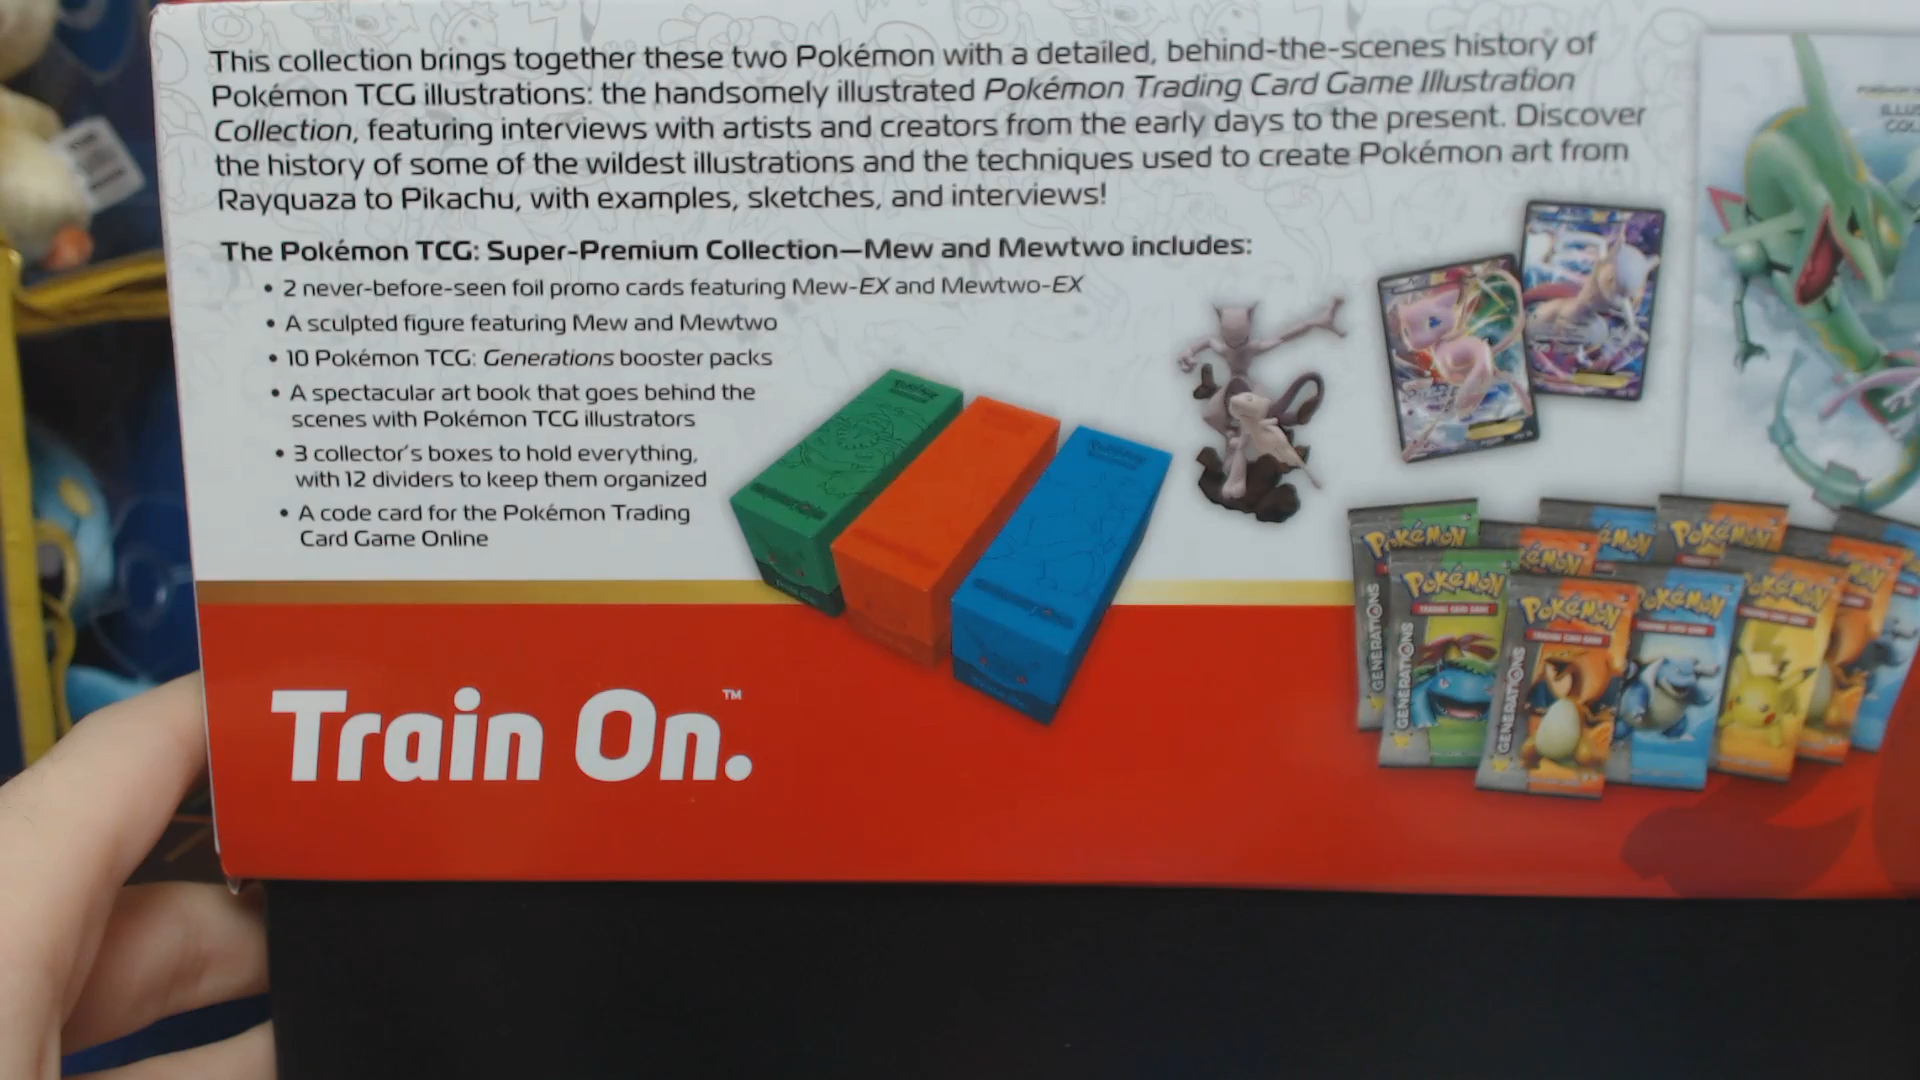 This collection brings together these two Pokémon with a detailed, behind-the-scenes history of
Pokémon TCG illustrations: the handsomely illustrated Pokémon Trading Card Game Illustration
Collection, featuring interviews with artists and creators from the early days to the present. Discover
the history of some of the wildest illustrations and the techniques used to create Pokémon art from
Rayquaza to Pikachu, with examples, sketches, and interviews!
The Pokémon TCG: Super-Premium Collection—Mew and Mewtwo includes:
• 2 never-before-seen foil promo cards featuring Mew-EX and Mewtwo-EX
• A sculpted figure featuring Mew and Mewtwo
• 10 Pokémon TCG: Generations booster packs
• A spectacular art book that goes behind the
scenes with Pokémon TCG illustrators
• 3 collector's boxes to hold everything,
with 12 dividers to keep them organized
• A code card for the Pokémon Trading
Card Game Online
Train On.™
POKéMON
POKéMON
POKéMON
TRADING CARD GAME
GENERATIONS
POKéMON
TRADING CARD GAME
GENERATIONS
POKéMON
GENERATIONS